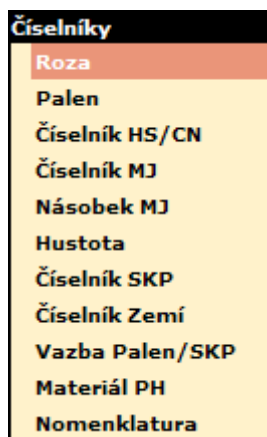 Číselníky
Roza
Palen
Číselník HS/CN
Číselník MJ
Násobek MJ
Hustota
Číselník SKP
Číselník Zemí
Vazba Palen/SKP
Materiál PH
Nomenklatura